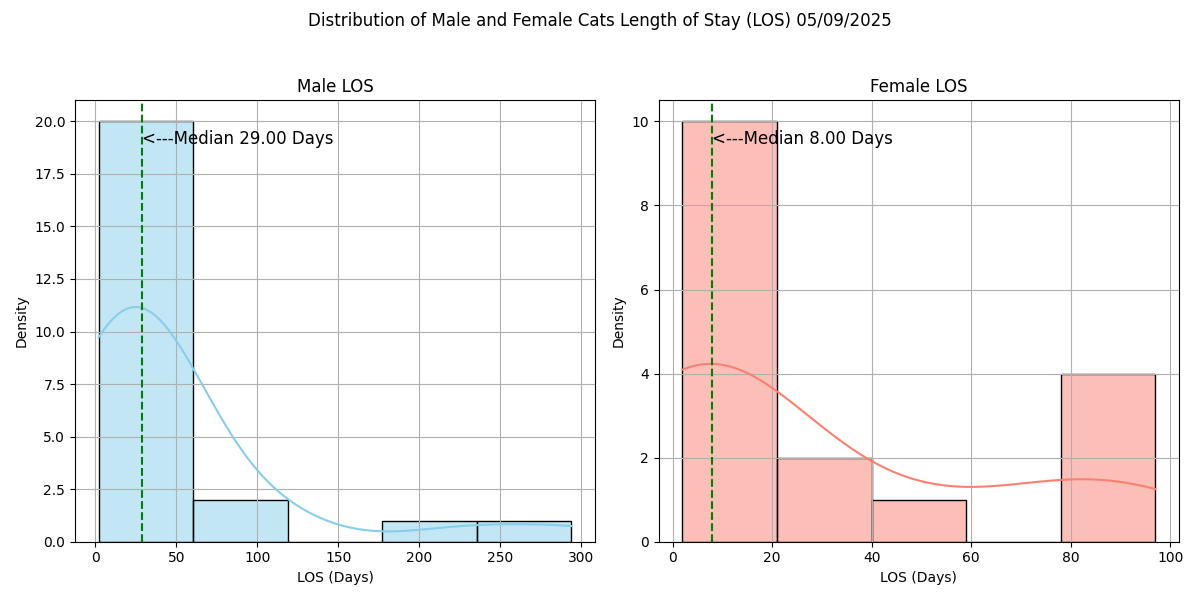 Distribution of Male and Female Cats Length of Stay (LOS) 05/09/2025
Male LOS
20.0
17.5
15.0
12.5
10.0
7.5
5.0
2.5
0.0
Density
<---Median 29.00 Days
0 50 100 150 200 250 300
LOS (Days)
Female LOS
10
8
6
4
2
0
Density
<---Median 8.00 Days
0 20 40 60 80 100
LOS (Days)